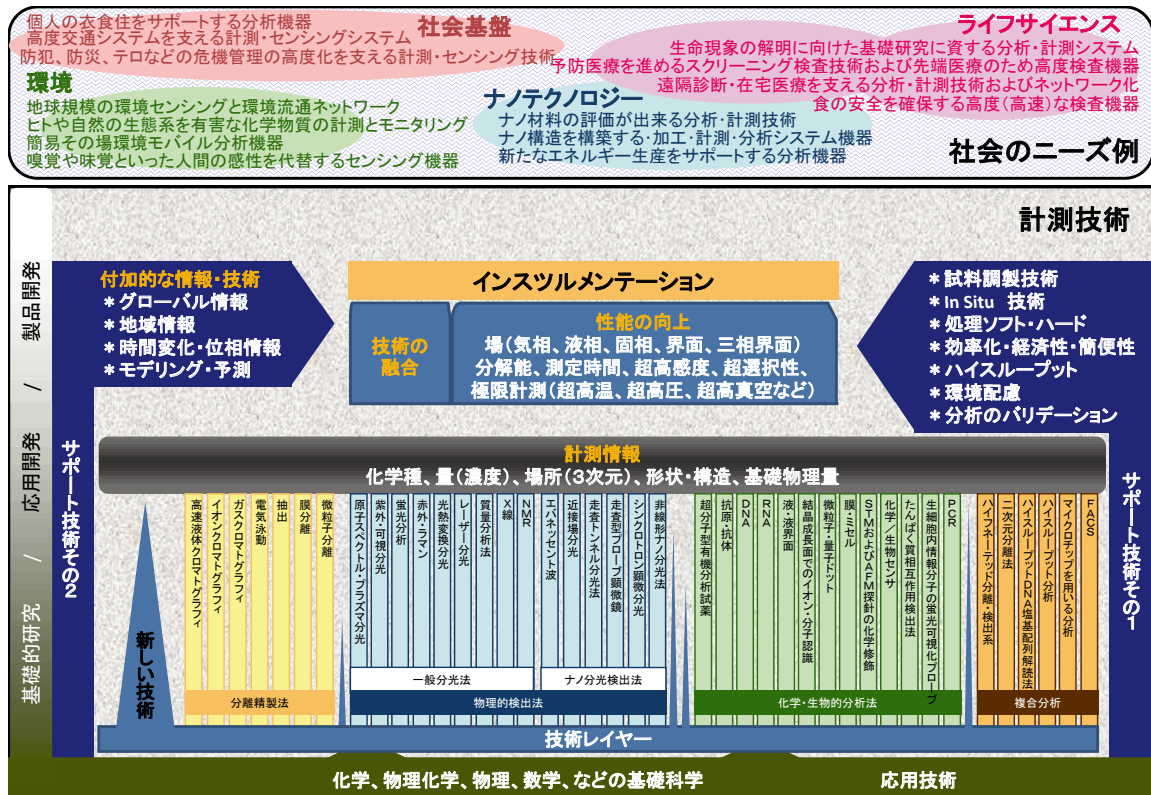 個人の衣食住をサポートする分析機器
社会基盤
高度交通システムを支える計測・センシングシステム
防犯、防災、テロなどの危機管理の高度化を支える計測・センシング技術
ライフサイエンス
生命現象の解明に向けた基礎研究に資する分析・計測システム
予防医療を進めるスクリーニング検査技術および先端医療のため高度検査機器
遠隔診断・在宅医療を支える分析・計測技術およびネットワーク化
食の安全を確保する高度(高速)な検査機器
環境
地球規模の環境センシングと環境流通ネットワーク
ヒトや自然の生態系を有害な化学物質の計測とモニタリング
簡易その場環境モバイル分析機器
嗅覚や味覚といった人間の感性を代替するセンシング機器
ナノテクノロジー
ナノ材料の評価が出来る分析・計測技術
ナノ構造を構築する・加工・計測・分析システム機器
新たなエネルギー生産をサポートする分析機器
社会のニーズ例
計測技術
基礎的研究 / 応用開発 / 製品開発
付加的な情報・技術
*グローバル情報
*地域情報
*時間変化・位相情報
*モデリング・予測
サポート技術その2
インスツルメンテーション
技術の
融合
性能の向上
場(気相、液相、固相、界面、三相界面)
分解能、測定時間、超高感度、超選択性、
極限計測(超高温、超高圧、超高真空など)
*試料調製技術
*In Situ 技術
*処理ソフト・ハード
*効率化・経済性・簡便性
*ハイスループット
*環境配慮
*分析のバリデーション
サポート技術その1
計測情報
化学種、量(濃度)、場所(3次元)、形状・構造、基礎物理量
新しい技術
高速液体クロマトグラフィ
イオンクロマトグラフィ
ガスクロマトグラフィ
電気泳動
抽出
膜分離
微粒子分離
分離精製法
原子スペクトル・プラズマ分光
紫外・可視分光
蛍光分析
赤外・ラマン
光熱変換分光
レーザー分光
質量分析法
X線
NMR
一般分光法
エバネッセント波
近接場分光
走査トンネル分光法
走査型プローブ顕微鏡
シンクロトロン顕微分光
非線形ナノ分光法
ナノ分光検出法
物理的検出法
超分子型有機分析試薬
抗原・抗体
DNA
RNA
液・液界面
結晶成長面でのイオン・分子認識
微粒子・量子ドット
膜・ミセル
STMおよびAFM探針の化学修飾
化学/生物センサ
たんぱく質相互作用検出法
生細胞内情報分子の蛍光可視化プローブ
PCR
化学・生物的分析法
ハイフネーテッド分離・検出系
二次元分離法
ハイスループットDNA塩基配列解読法
ハイスループット分析
マイクロチップを用いる分析
FACS
複合分析
技術レイヤー
化学、物理化学、物理、数学、などの基礎科学
応用技術